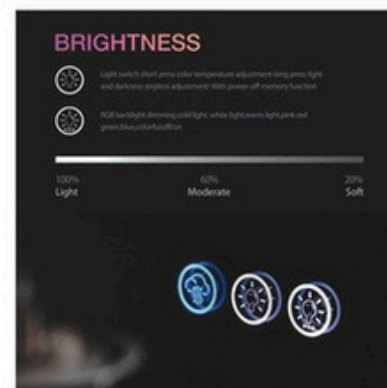 BRIGHTNESS
Light switch short press color temperature adjustment long press light
and darkness stepless adjustment/ With power-off memory function
RGB backlight dimming cold light, white light,warm light,pink,red
green,blue,colorful,off/on
100%
60%
20%
Light
Moderate
Soft